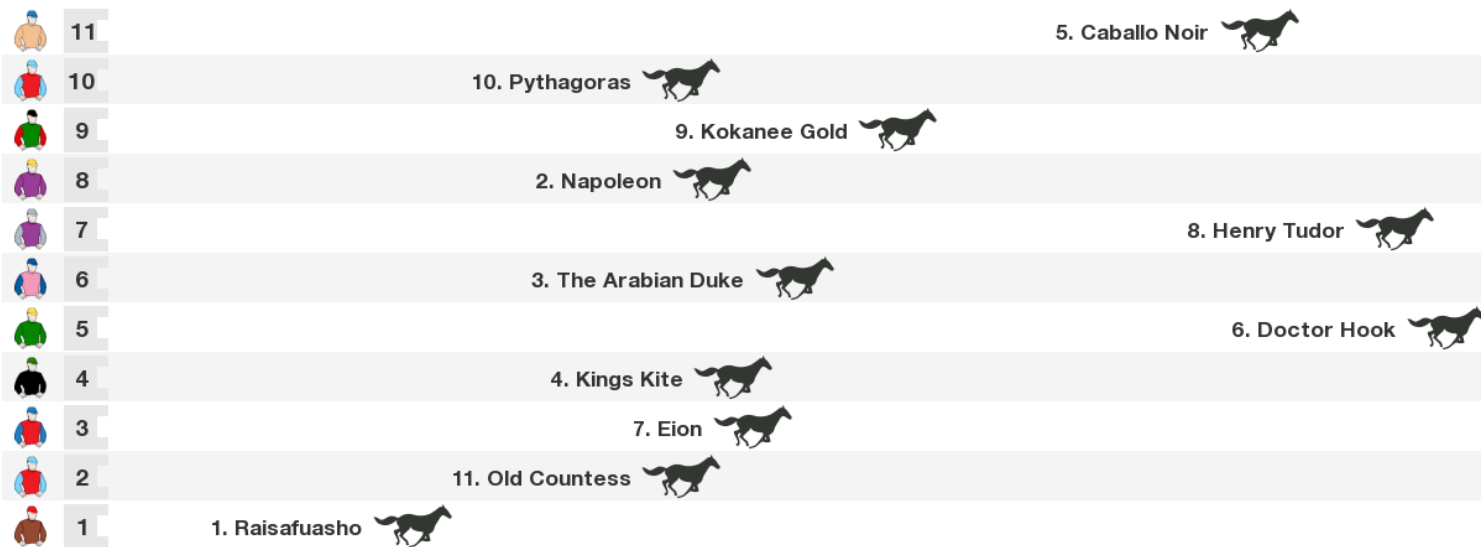 11 5. Caballo Noir
10 10. Pythagoras
9 9. Kokanee Gold
8 2. Napoleon
7 8. Henry Tudor
6 3. The Arabian Duke
5 6. Doctor Hook
4 4. Kings Kite
3 7. Eion
2 11. Old Countess
1 1. Raisafuasho